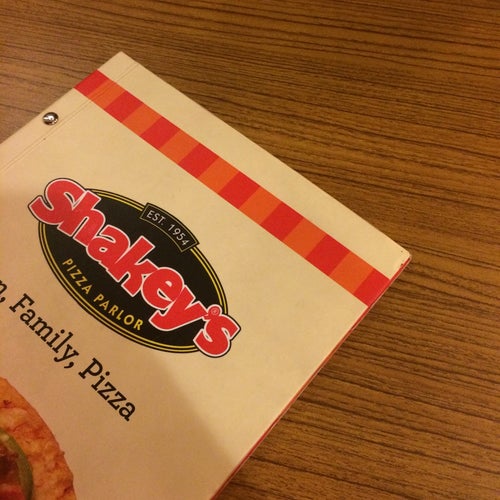 EST. 1954
Shakey's
PIZZA PARLOR
Family, Pizza